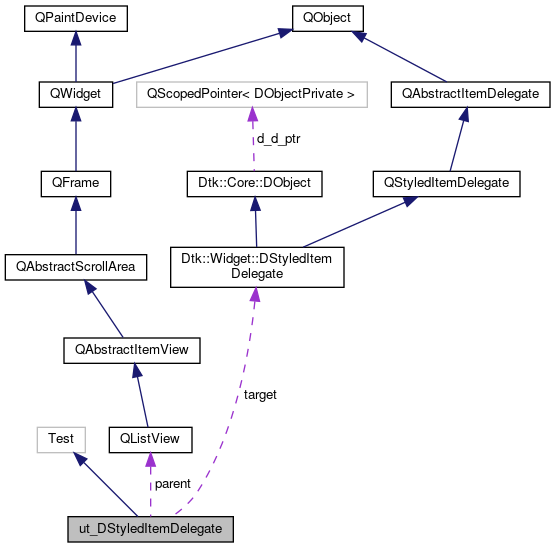 QPaintDevice
QObject
QWidget
QScopedPointer< DObjectPrivate >
QAbstractItemDelegate
d_d_ptr
QFrame
Dtk::Core::DObject
QStyledItemDelegate
QAbstractScrollArea
Dtk::Widget::DStyledItem
Delegate
QAbstractItemView
target
Test
QListView
parent
ut_DStyledItemDelegate